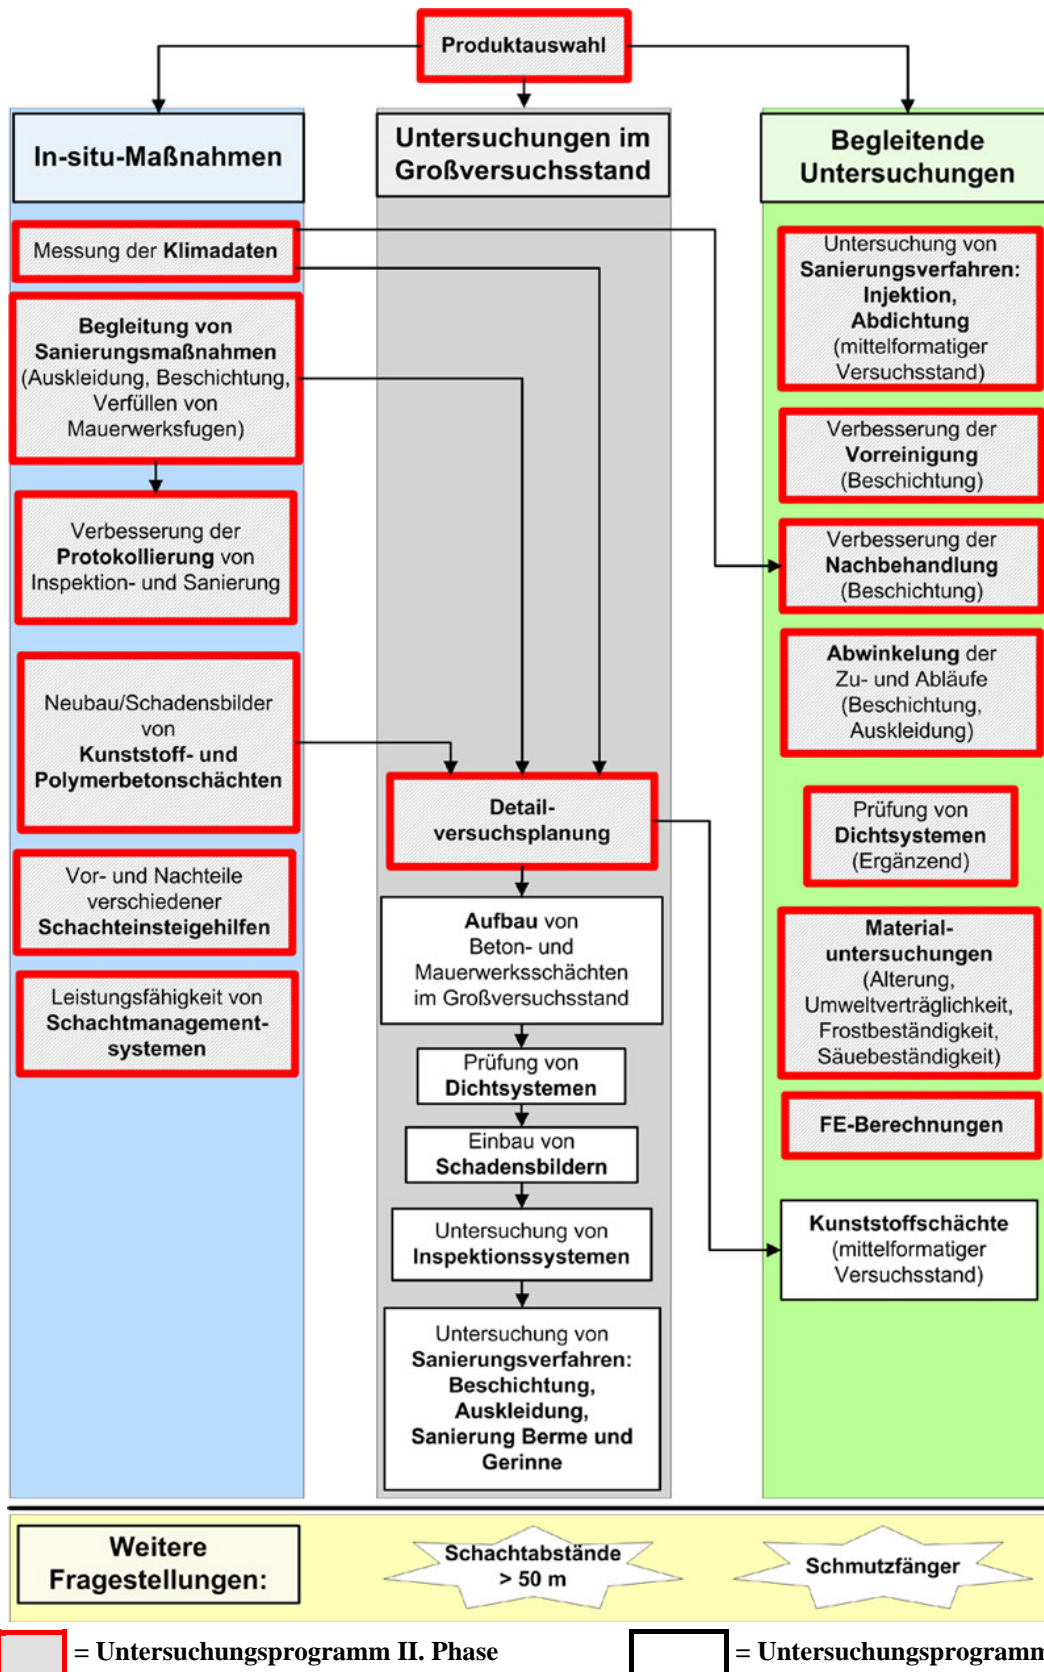 Produktauswahl
In-situ-Maßnahmen
Messung der Klimadaten
Begleitung von
Sanierungsmaßnahmen
(Auskleidung, Beschichtung,
Verfüllen von
Mauerwerksfugen)
Verbesserung der
Protokollierung von
Inspektion- und Sanierung
Neubau/Schadensbilder
von
Kunststoff- und
Polymerbetonschächten
Vor- und Nachteile
verschiedener
Schachteinsteigehilfen
Leistungsfähigkeit von
Schachtmanagement-
systemen
Untersuchungen im
Großversuchsstand
Detail-
versuchsplanung
Aufbau von
Beton- und
Mauerwerksschächten
im Großversuchsstand
Prüfung von
Dichtsystemen
Einbau von
Schadensbildern
Untersuchung von
Inspektionssystemen
Untersuchung von
Sanierungsverfahren:
Beschichtung,
Auskleidung,
Sanierung Berme und
Gerinne
Begleitende
Untersuchungen
Untersuchung von
Sanierungsverfahren:
Injektion,
Abdichtung
(mittelformatiger
Versuchsstand)
Verbesserung der
Vorreinigung
(Beschichtung)
Verbesserung der
Nachbehandlung
(Beschichtung)
Abwinkelung der
Zu- und Abläufe
(Beschichtung,
Auskleidung)
Prüfung von
Dichtsystemen
(Ergänzend)
Material-
untersuchungen
(Alterung,
Umweltverträglichkeit,
Frostbeständigkeit,
Säuebeständigkeit)
FE-Berechnungen
Kunststoffschächte
(mittelformatiger
Versuchsstand)
Weitere
Fragestellungen:
Schachtabstände
> 50 m
Schmutzfänger
= Untersuchungsprogramm II. Phase
= Untersuchungsprogramm